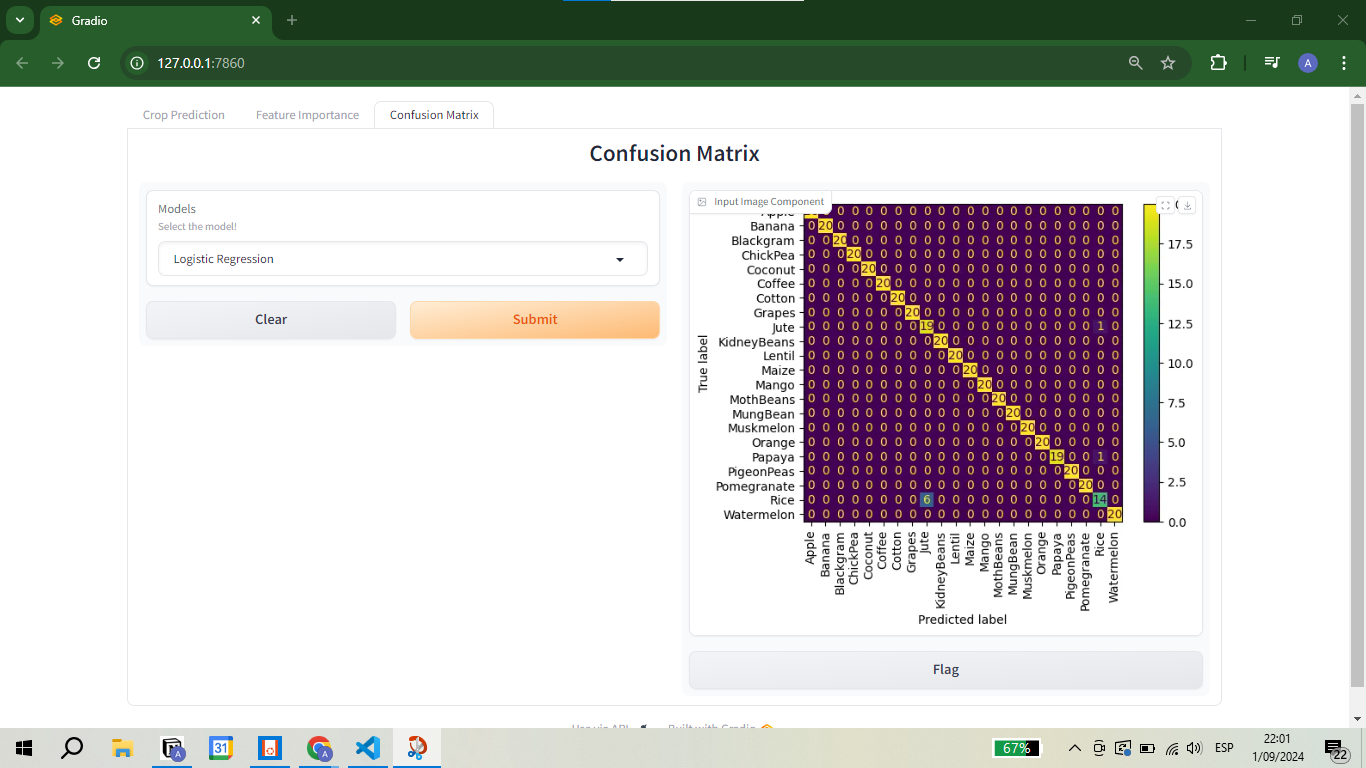 Gradio
127.0.0.1:7860
A
Crop Prediction Feature Importance Confusion Matrix
Confusion Matrix
Models
Select the model!
Logistic Regression
Clear Submit
Input Image Component
True label
0 0 0 0 0 0 0 0 0 0 0 0 0 0 0 0 0 0 0 0 0
Banana 0 20 0 0 0 0 0 0 0 0 0 0 0 0 0 0 0 0 0 0 0 0
Blackgram 0 0 20 0 0 0 0 0 0 0 0 0 0 0 0 0 0 0 0 0 0 0
ChickPea 0 0 0 20 0 0 0 0 0 0 0 0 0 0 0 0 0 0 0 0 0 0
Coconut 0 0 0 0 20 0 0 0 0 0 0 0 0 0 0 0 0 0 0 0 0 0
Coffee 0 0 0 0 0 20 0 0 0 0 0 0 0 0 0 0 0 0 0 0 0 0
Cotton 0 0 0 0 0 0 20 0 0 0 0 0 0 0 0 0 0 0 0 0 0 0
Grapes 0 0 0 0 0 0 0 20 0 0 0 0 0 0 0 0 0 0 0 0 0 0
Jute 0 0 0 0 0 0 0 0 19 0 0 0 0 0 0 0 0 0 0 0 1 0
KidneyBeans 0 0 0 0 0 0 0 0 0 20 0 0 0 0 0 0 0 0 0 0 0 0
Lentil 0 0 0 0 0 0 0 0 0 0 20 0 0 0 0 0 0 0 0 0 0 0
Maize 0 0 0 0 0 0 0 0 0 0 0 20 0 0 0 0 0 0 0 0 0 0
Mango 0 0 0 0 0 0 0 0 0 0 0 0 20 0 0 0 0 0 0 0 0 0
MothBeans 0 0 0 0 0 0 0 0 0 0 0 0 0 20 0 0 0 0 0 0 0 0
MungBean 0 0 0 0 0 0 0 0 0 0 0 0 0 0 20 0 0 0 0 0 0 0
Muskmelon 0 0 0 0 0 0 0 0 0 0 0 0 0 0 0 20 0 0 0 0 0 0
Orange 0 0 0 0 0 0 0 0 0 0 0 0 0 0 0 0 20 0 0 0 0 0
Papaya 0 0 0 0 0 0 0 0 0 0 0 0 0 0 0 0 0 19 0 0 1 0
PigeonPeas 0 0 0 0 0 0 0 0 0 0 0 0 0 0 0 0 0 0 20 0 0 0
Pomegranate 0 0 0 0 0 0 0 0 0 0 0 0 0 0 0 0 0 0 0 20 0 0
Rice 0 0 0 0 0 0 0 0 6 0 0 0 0 0 0 0 0 0 0 0 14 0
Watermelon 0 0 0 0 0 0 0 0 0 0 0 0 0 0 0 0 0 0 0 0 0 20
17.5
15.0
12.5
10.0
7.5
5.0
2.5
0.0
Apple
Banana
Blackgram
ChickPea
Coconut
Coffee
Cotton
Grapes
Jute
KidneyBeans
Lentil
Maize
Mango
MothBeans
MungBean
Muskmelon
Orange
Papaya
PigeonPeas
Pomegranate
Rice
Watermelon
Predicted label
Flag
31
A
A
67%
ESP
22:01
1/09/2024
22